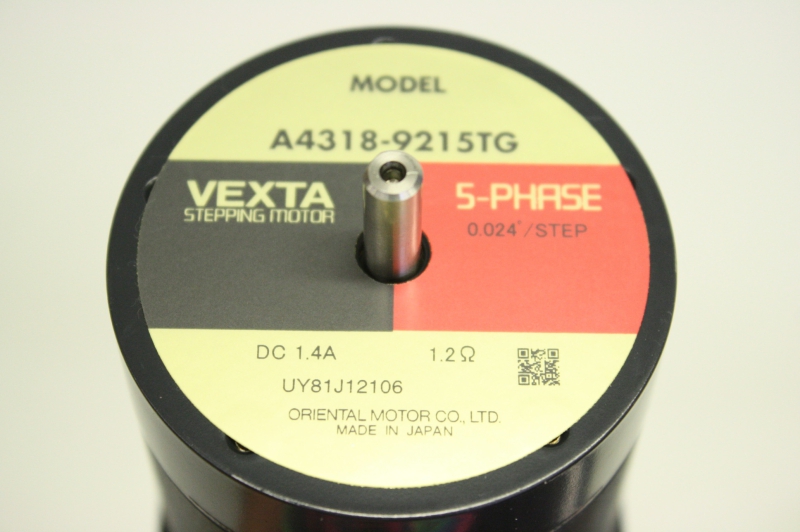 MODEL
A4318-9215TG
VEXTA
STEPPING MOTOR
5-PHASE
0.024°/STEP
DC 1.4A 1.2Ω
UY81J12106
ORIENTAL MOTOR CO., LTD.
MADE IN JAPAN